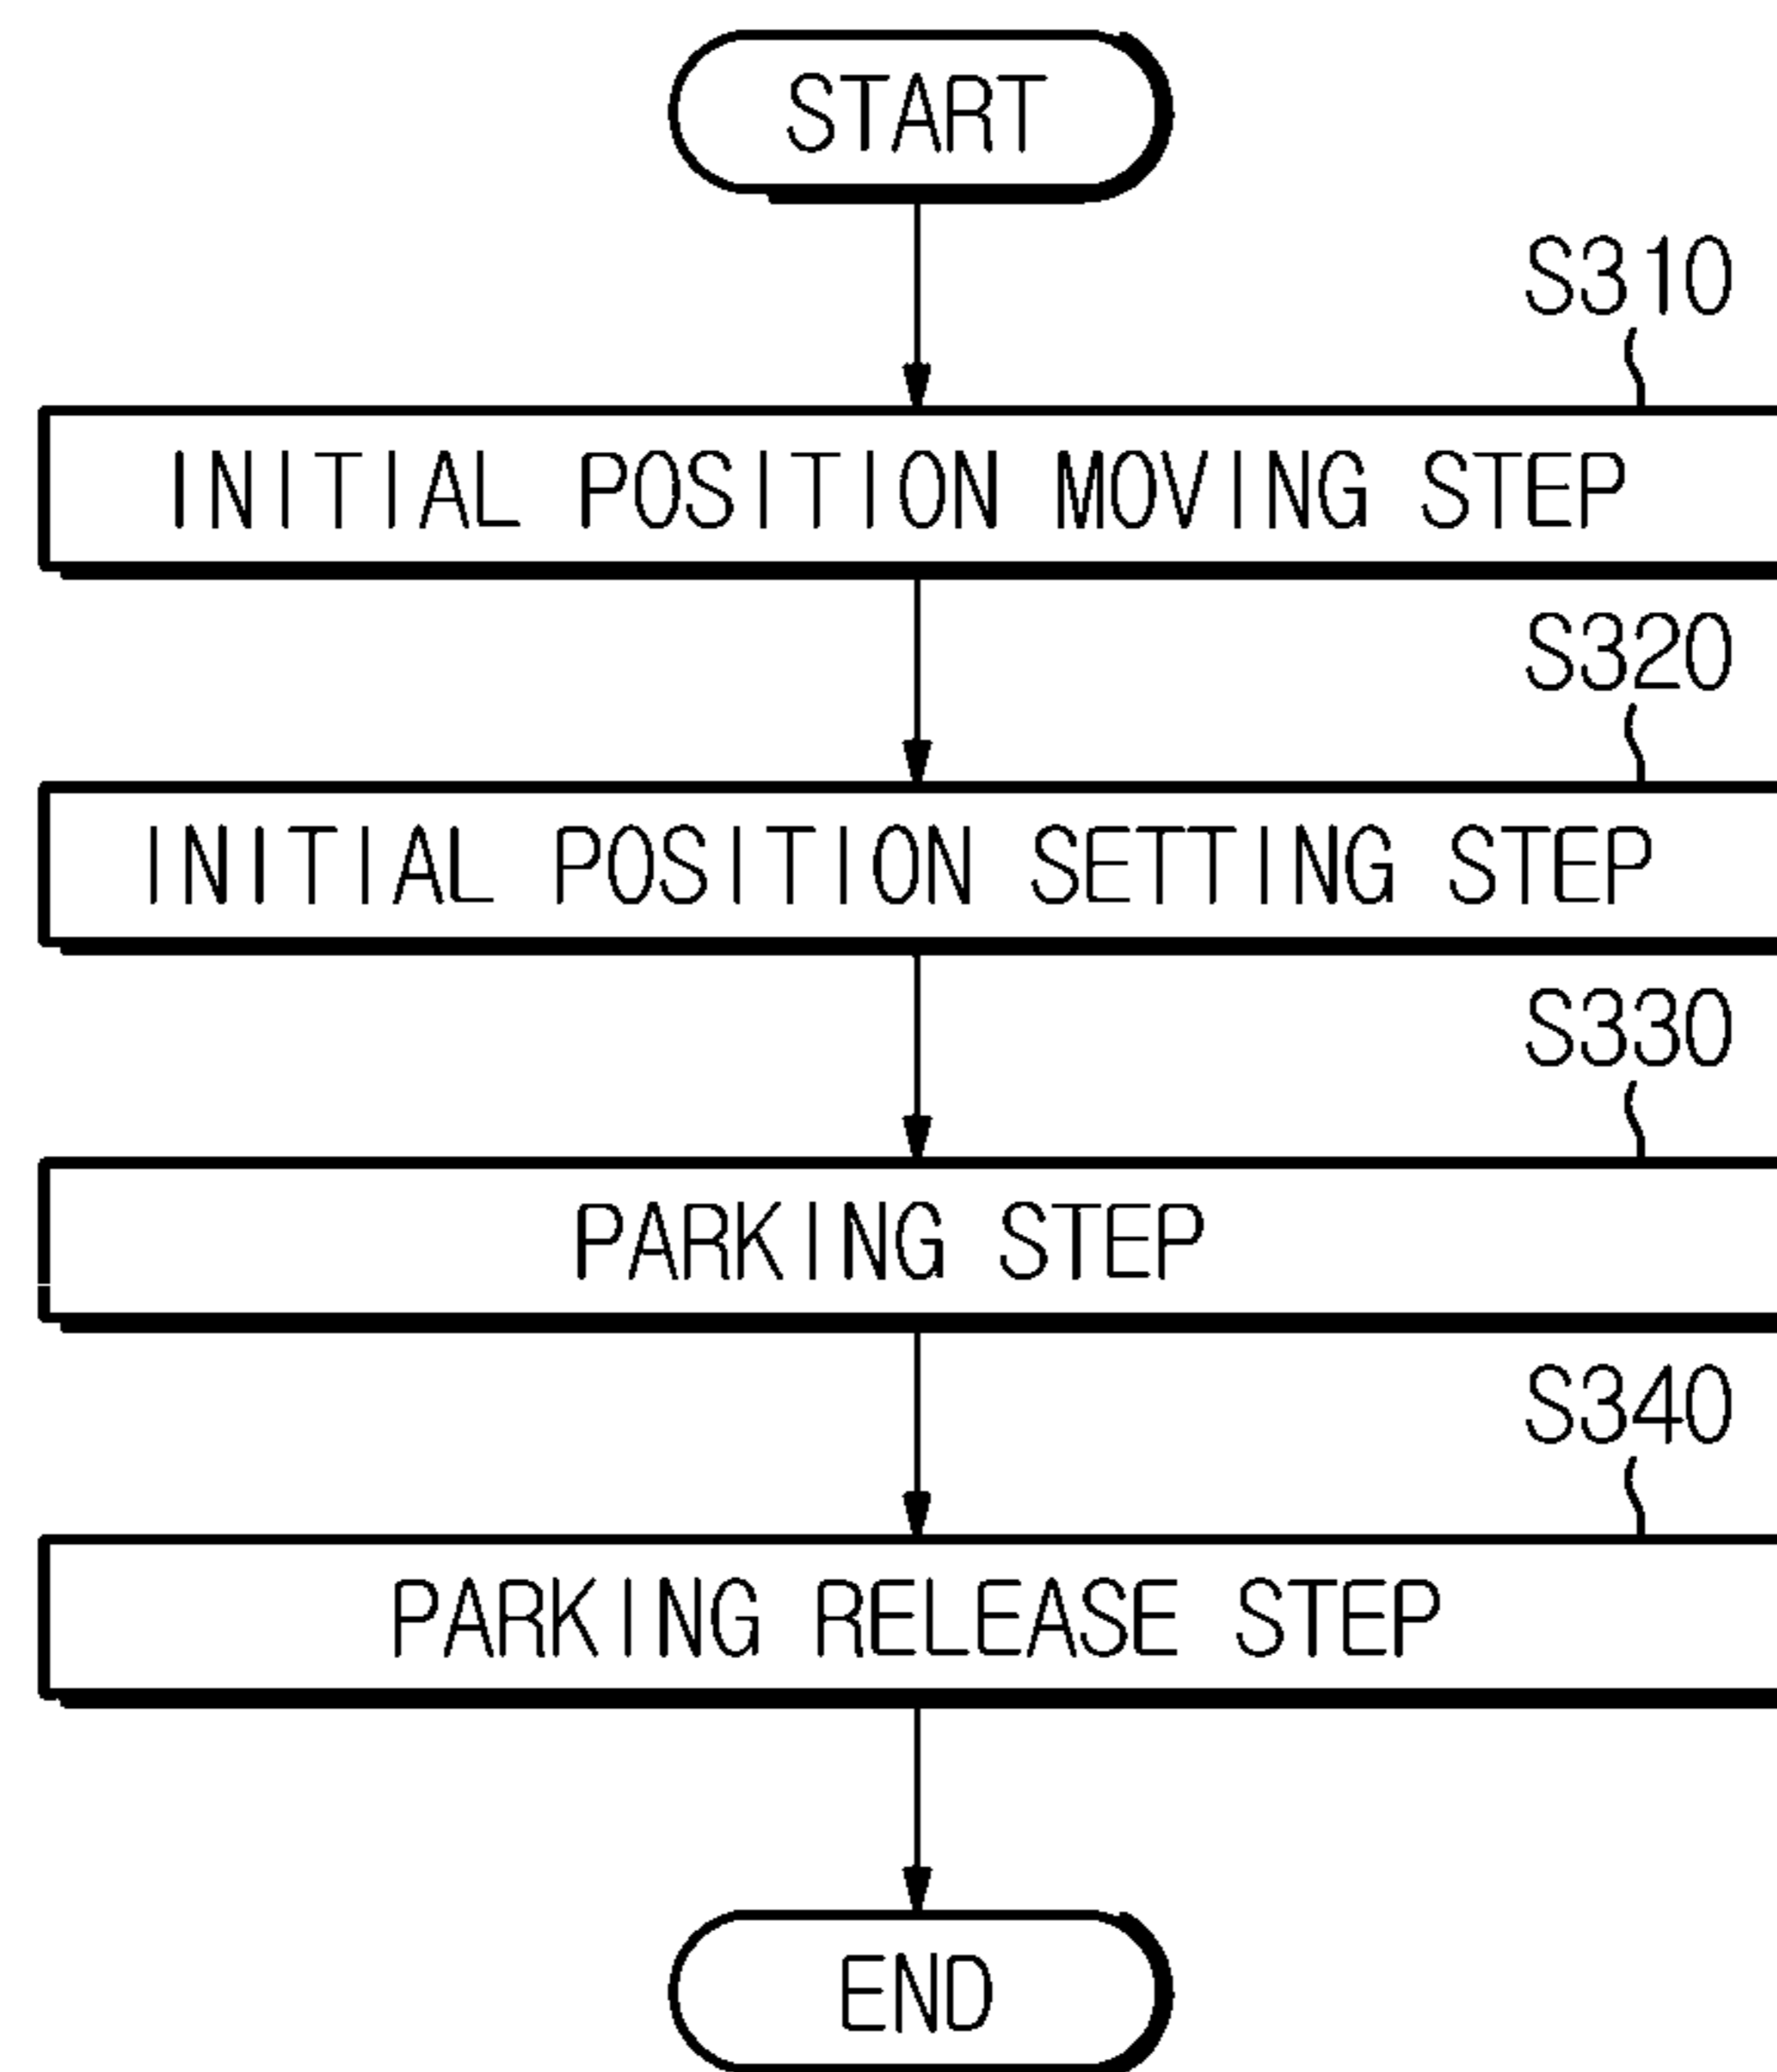 START
S310
INITIAL POSITION MOVING STEP
S320
INITIAL POSITION SETTING STEP
S330
PARKING STEP
S340
PARKING RELEASE STEP
END